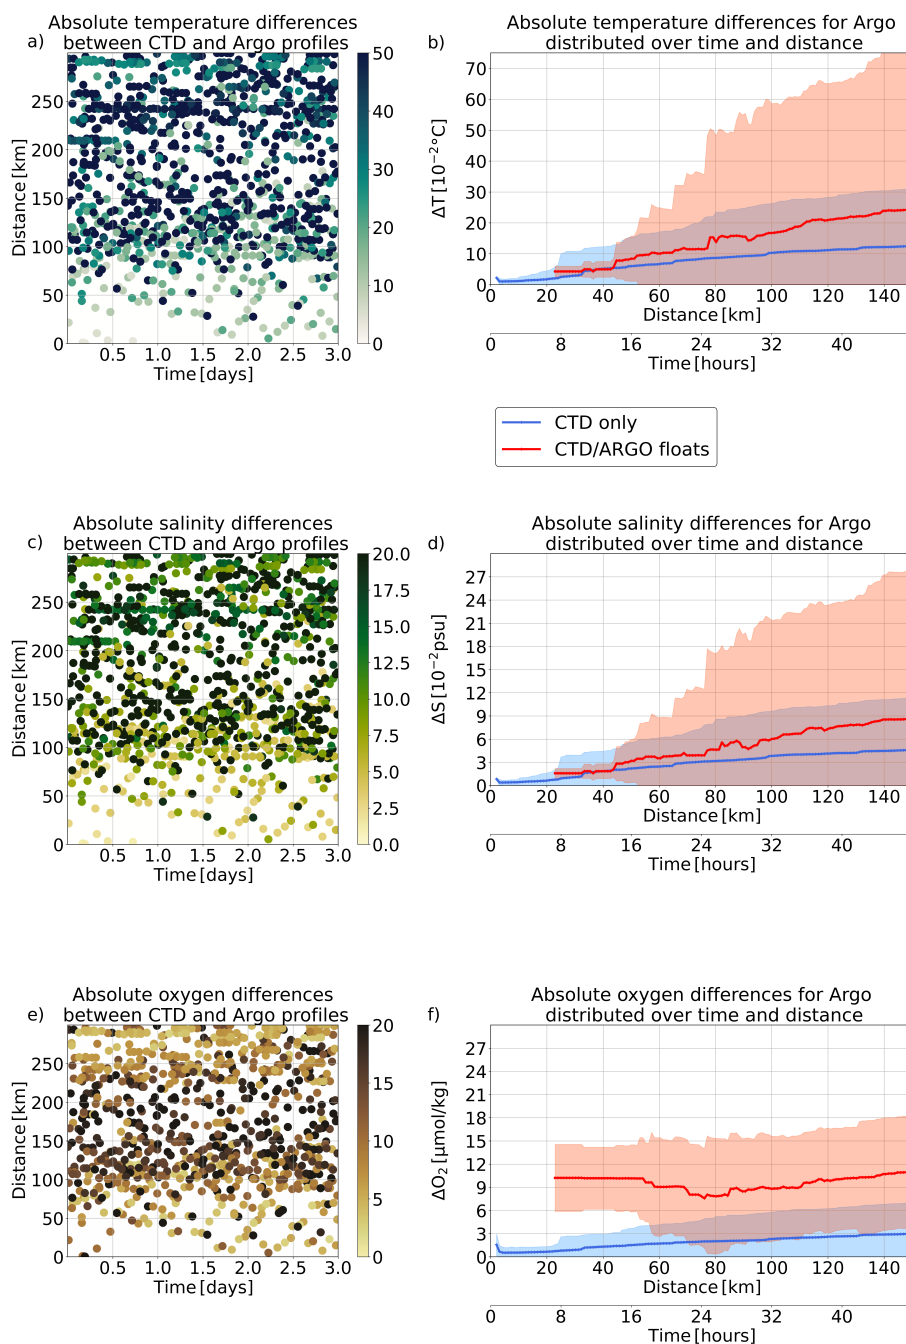 Absolute temperature differences
between CTD and Argo profiles
a)
50
40
30
20
10
0
Distance [km]
250
200
150
100
50
0
0.5 1.0 1.5 2.0 2.5 3.0
Time [days]
Absolute temperature differences for Argo
distributed over time and distance
b)
ΔT [10⁻²°C]
70
60
50
40
30
20
10
0
0 20 40 60 80 100 120 140
Distance [km]
0 8 16 24 32
Time [hours]
CTD only
CTD/ARGO floats
Absolute salinity differences
between CTD and Argo profiles
c)
20.0
17.5
15.0
12.5
10.0
7.5
5.0
2.5
0.0
Distance [km]
250
200
150
100
50
0
0.5 1.0 1.5 2.0 2.5 3.0
Time [days]
Absolute salinity differences for Argo
distributed over time and distance
d)
ΔS [10⁻²psu]
27
24
21
18
15
12
9
6
3
0
0 20 40 60 80 100 120 140
Distance [km]
0 8 16 24 32 40
Time [hours]
Absolute oxygen differences
between CTD and Argo profiles
e)
20
15
10
5
0
Distance [km]
250
200
150
100
50
0
0.5 1.0 1.5 2.0 2.5 3.0
Time [days]
Absolute oxygen differences for Argo
distributed over time and distance
f)
ΔO₂ [µmol/kg]
27
24
21
18
15
12
9
6
3
0
0 20 40 60 80 100 120 140
Distance [km]
0 8 16 24 32 40
Time [hours]